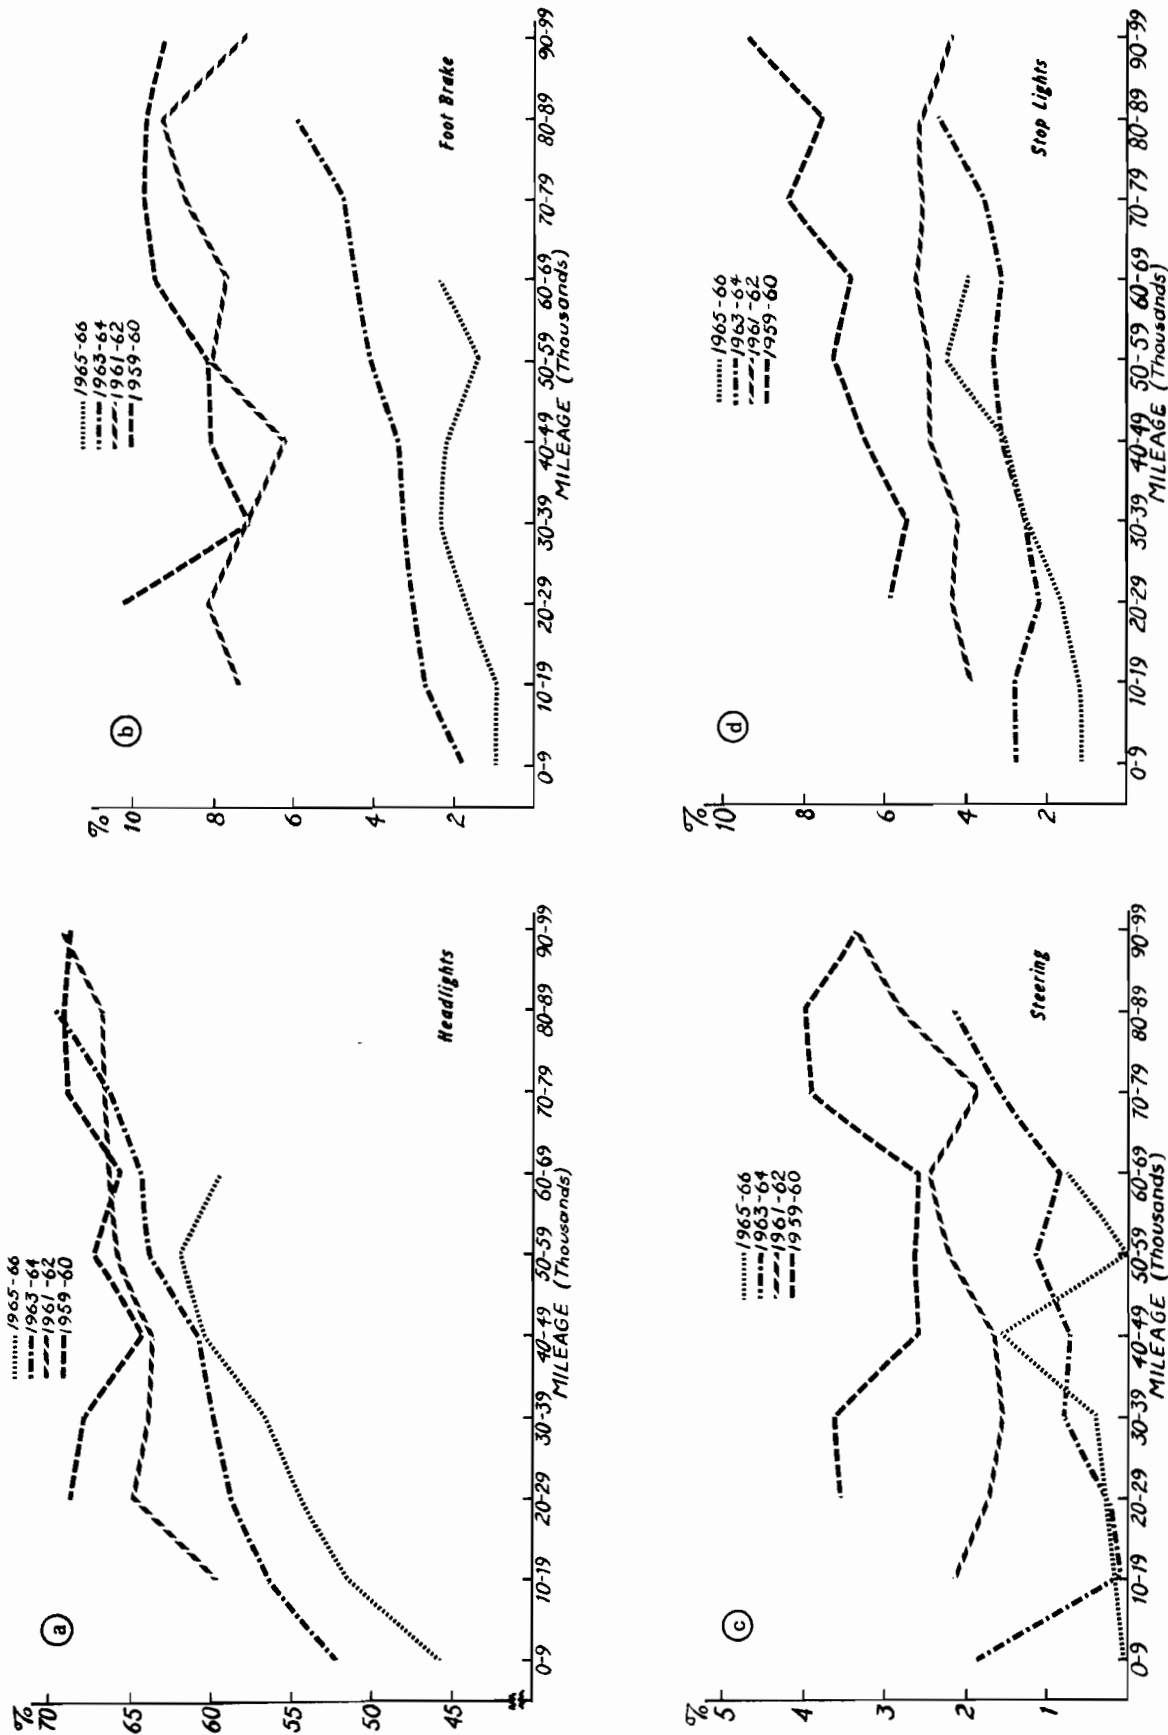 a
%
70
65
60
55
50
45
1965-66
1963-64
1961-62
1959-60
Headlights
0-9 10-19 20-29 30-39 40-49 50-59 60-69 70-79 80-89 90-99
MILEAGE (Thousands)
b
%
10
8
6
4
2
1965-66
1963-64
1961-62
1959-60
Foot Brake
0-9 10-19 20-29 30-39 40-49 50-59 60-69 70-79 80-89 90-99
MILEAGE (Thousands)
c
%
5
4
3
2
1
1965-66
1963-64
1961-62
1959-60
Steering
0-9 10-19 20-29 30-39 40-49 50-59 60-69 70-79 80-89 90-99
MILEAGE (Thousands)
d
%
10
8
6
4
2
1965-66
1963-64
1961-62
1959-60
Stop Lights
0-9 10-19 20-29 30-39 40-49 50-59 60-69 70-79 80-89 90-99
MILEAGE (Thousands)